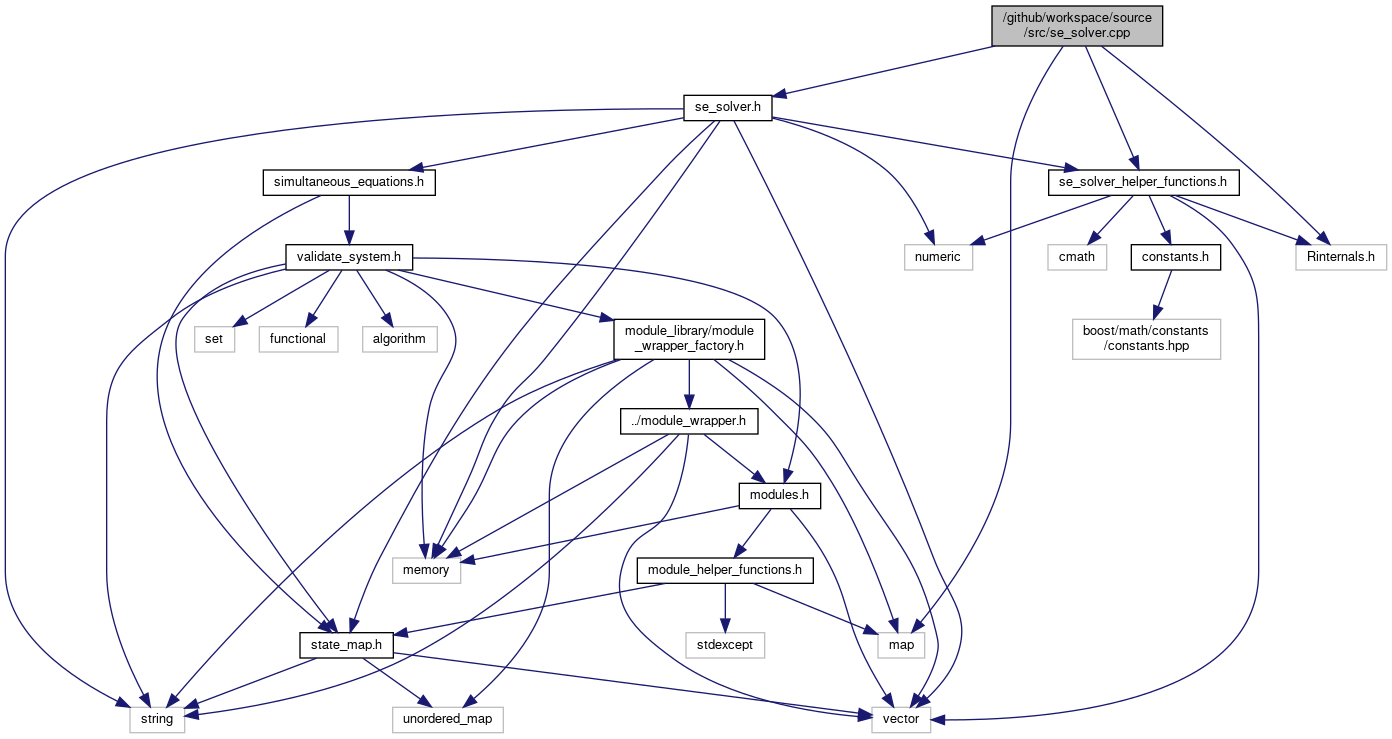 /github/workspace/source
/src/se_solver.cpp
se_solver.h
simultaneous_equations.h
se_solver_helper_functions.h
validate_system.h
numeric
cmath
constants.h
Rinternals.h
set
functional
algorithm
module_library/module
_wrapper_factory.h
boost/math/constants
/constants.hpp
../module_wrapper.h
modules.h
memory
module_helper_functions.h
state_map.h
stdexcept
map
string
unordered_map
vector